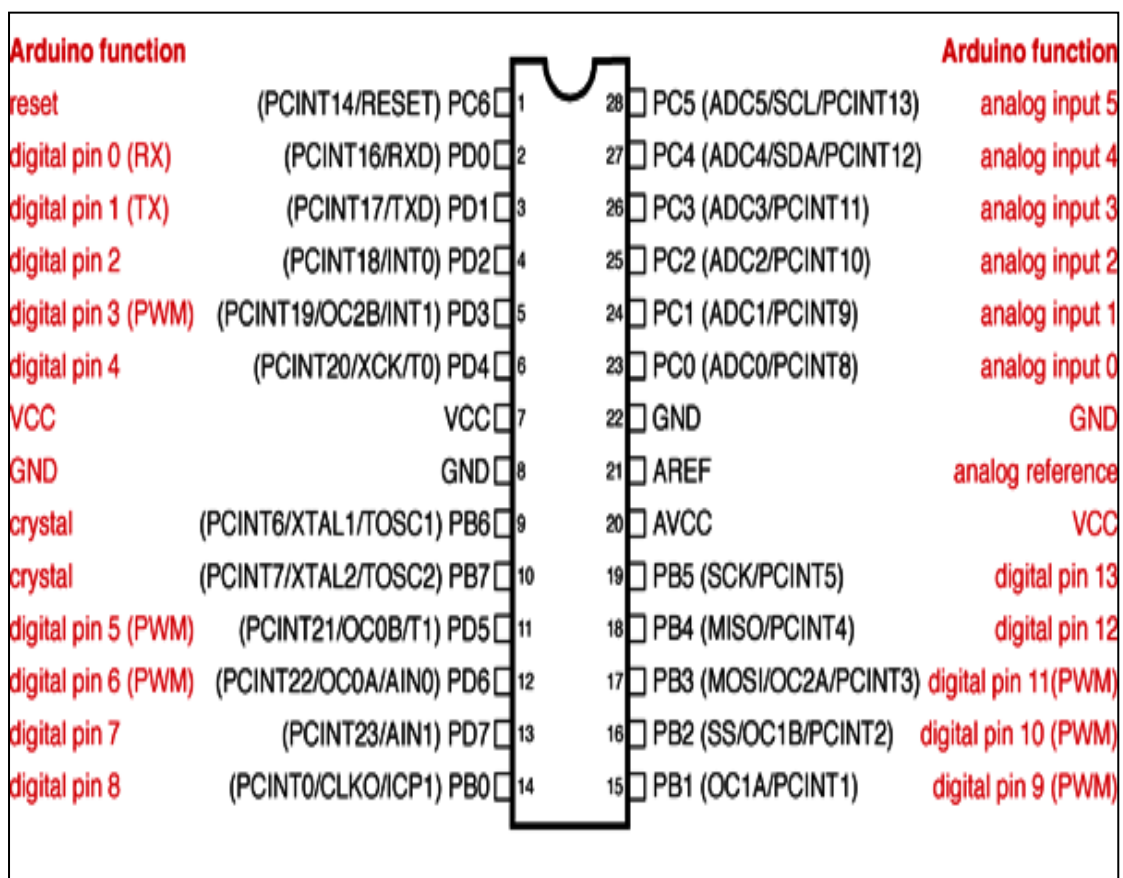 Arduino function Arduino function
reset (PCINT14/RESET) PC6 1 28 PC5 (ADC5/SCL/PCINT13) analog input 5
digital pin 0 (RX) (PCINT16/RXD) PD0 2 27 PC4 (ADC4/SDA/PCINT12) analog input 4
digital pin 1 (TX) (PCINT17/TXD) PD1 3 26 PC3 (ADC3/PCINT11) analog input 3
digital pin 2 (PCINT18/INT0) PD2 4 25 PC2 (ADC2/PCINT10) analog input 2
digital pin 3 (PWM) (PCINT19/OC2B/INT1) PD3 5 24 PC1 (ADC1/PCINT9) analog input 1
digital pin 4 (PCINT20/XCK/T0) PD4 6 23 PC0 (ADC0/PCINT8) analog input 0
VCC VCC 7 22 GND GND
GND GND 8 21 AREF analog reference
crystal (PCINT6/XTAL1/TOSC1) PB6 9 20 AVCC VCC
crystal (PCINT7/XTAL2/TOSC2) PB7 10 19 PB5 (SCK/PCINT5) digital pin 13
digital pin 5 (PWM) (PCINT21/OC0B/T1) PD5 11 18 PB4 (MISO/PCINT4) digital pin 12
digital pin 6 (PWM) (PCINT22/OC0A/AIN0) PD6 12 17 PB3 (MOSI/OC2A/PCINT3) digital pin 11(PWM)
digital pin 7 (PCINT23/AIN1) PD7 13 16 PB2 (SS/OC1B/PCINT2) digital pin 10 (PWM)
digital pin 8 (PCINT0/CLKO/ICP1) PB0 14 15 PB1 (OC1A/PCINT1) digital pin 9 (PWM)